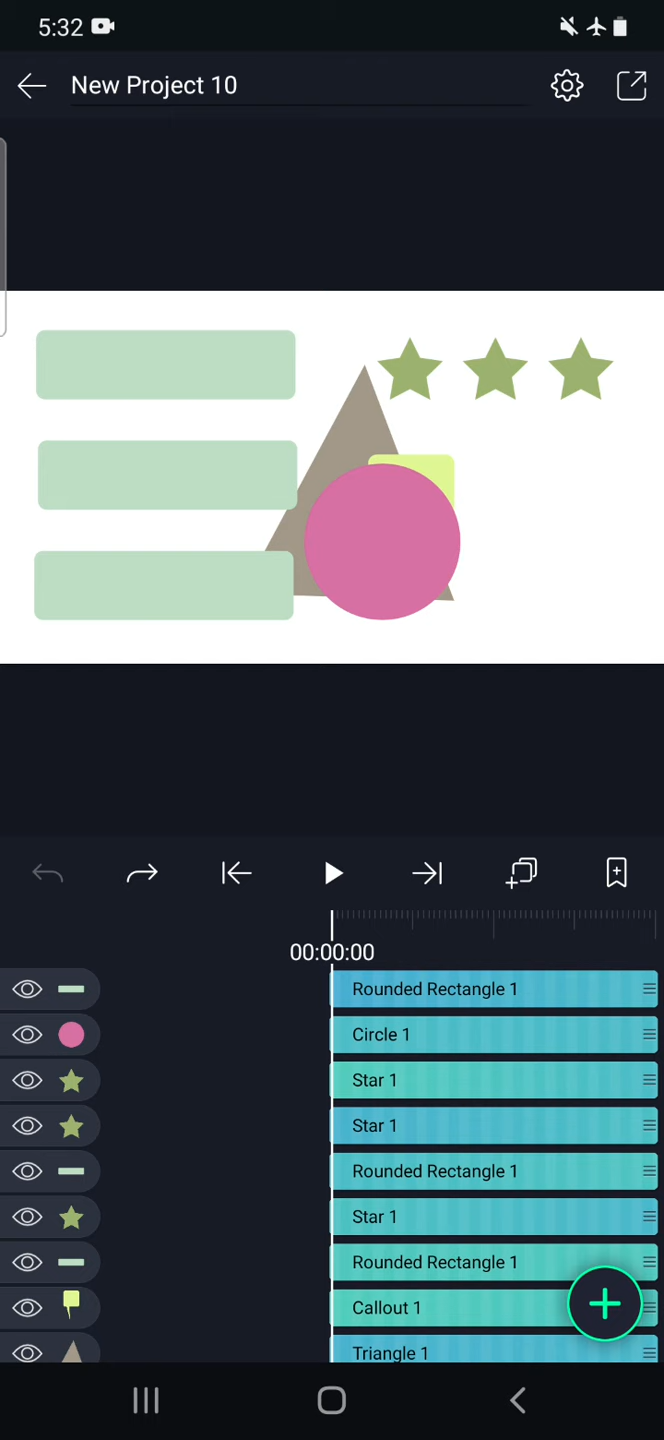 5:32
New Project 10
00:00:00
Rounded Rectangle 1
Circle 1
Star 1
Star 1
Rounded Rectangle 1
Star 1
Rounded Rectangle 1
Callout 1
Triangle 1